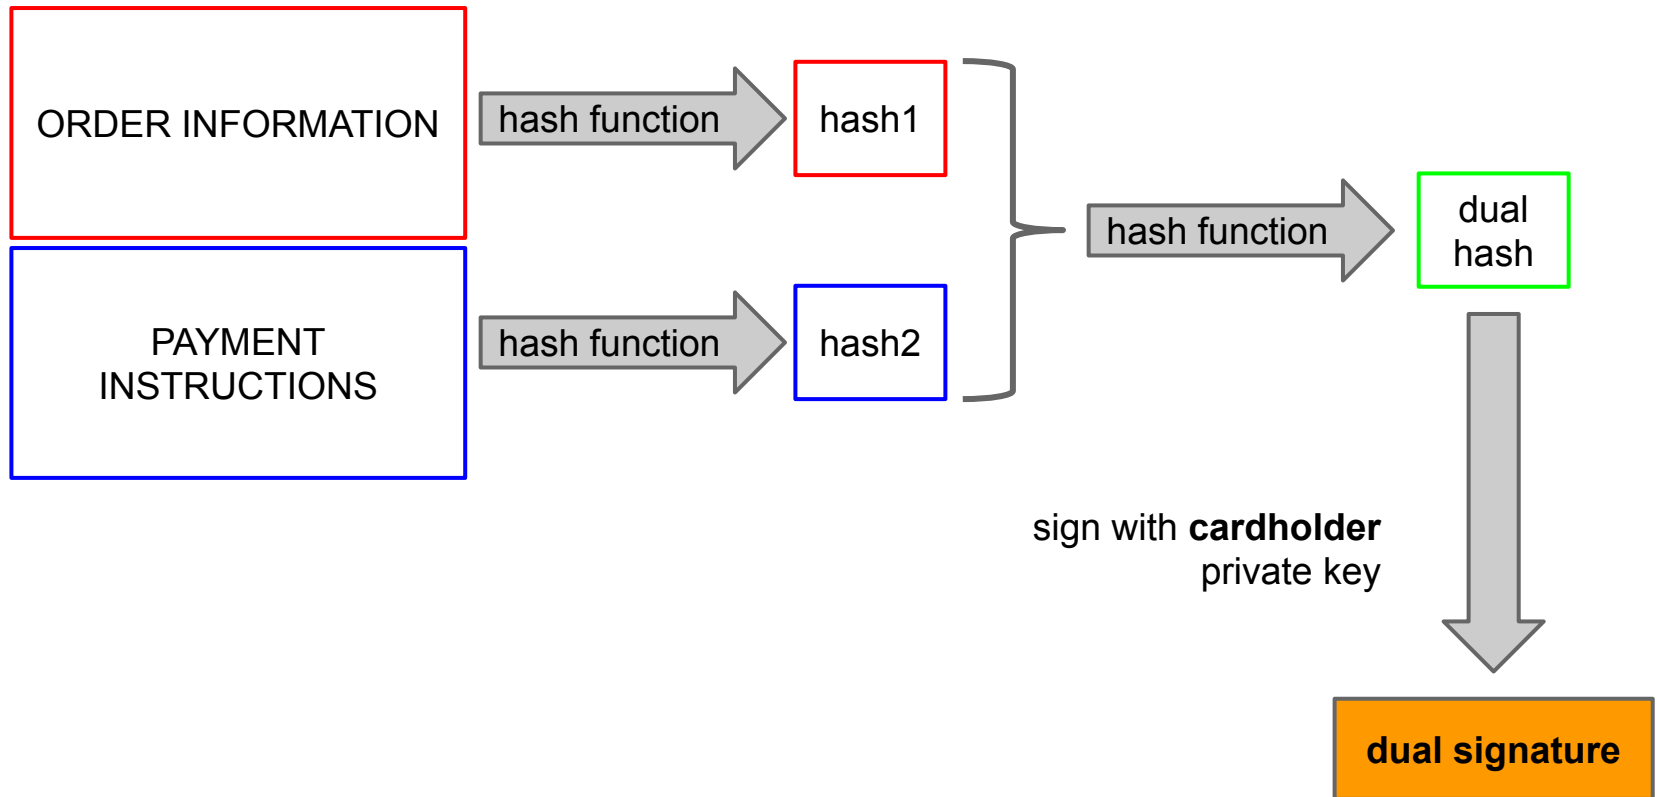 ORDER INFORMATION
hash function
hash1
PAYMENT
INSTRUCTIONS
hash function
hash2
hash function
dual
hash
sign with cardholder
private key
dual signature